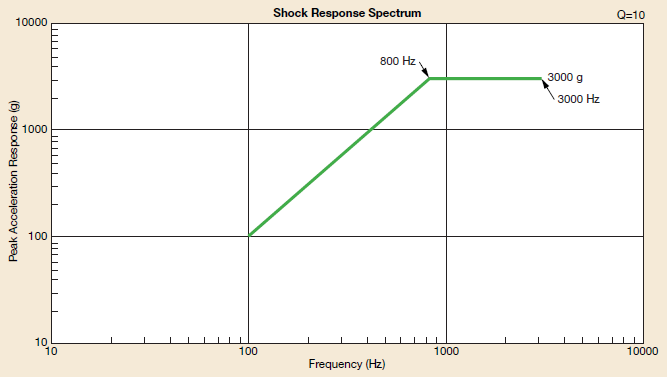 Shock Response Spectrum
Q=10
10000
800 Hz
3000 g
3000 Hz
1000
Peak Acceleration Response (g)
100
10
10
100
1000
10000
Frequency (Hz)